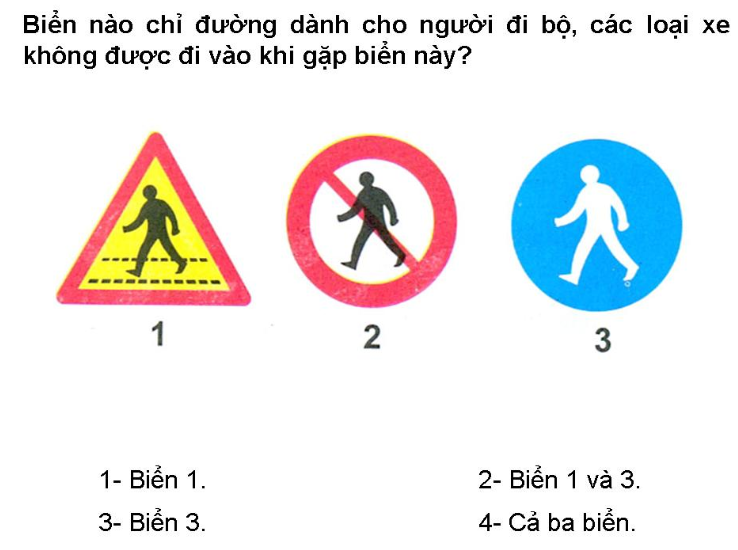 Biển nào chỉ đường dành cho người đi bộ, các loại xe
không được đi vào khi gặp biển này?
1 2 3
1- Biển 1. 2- Biển 1 và 3.
3- Biển 3. 4- Cả ba biển.